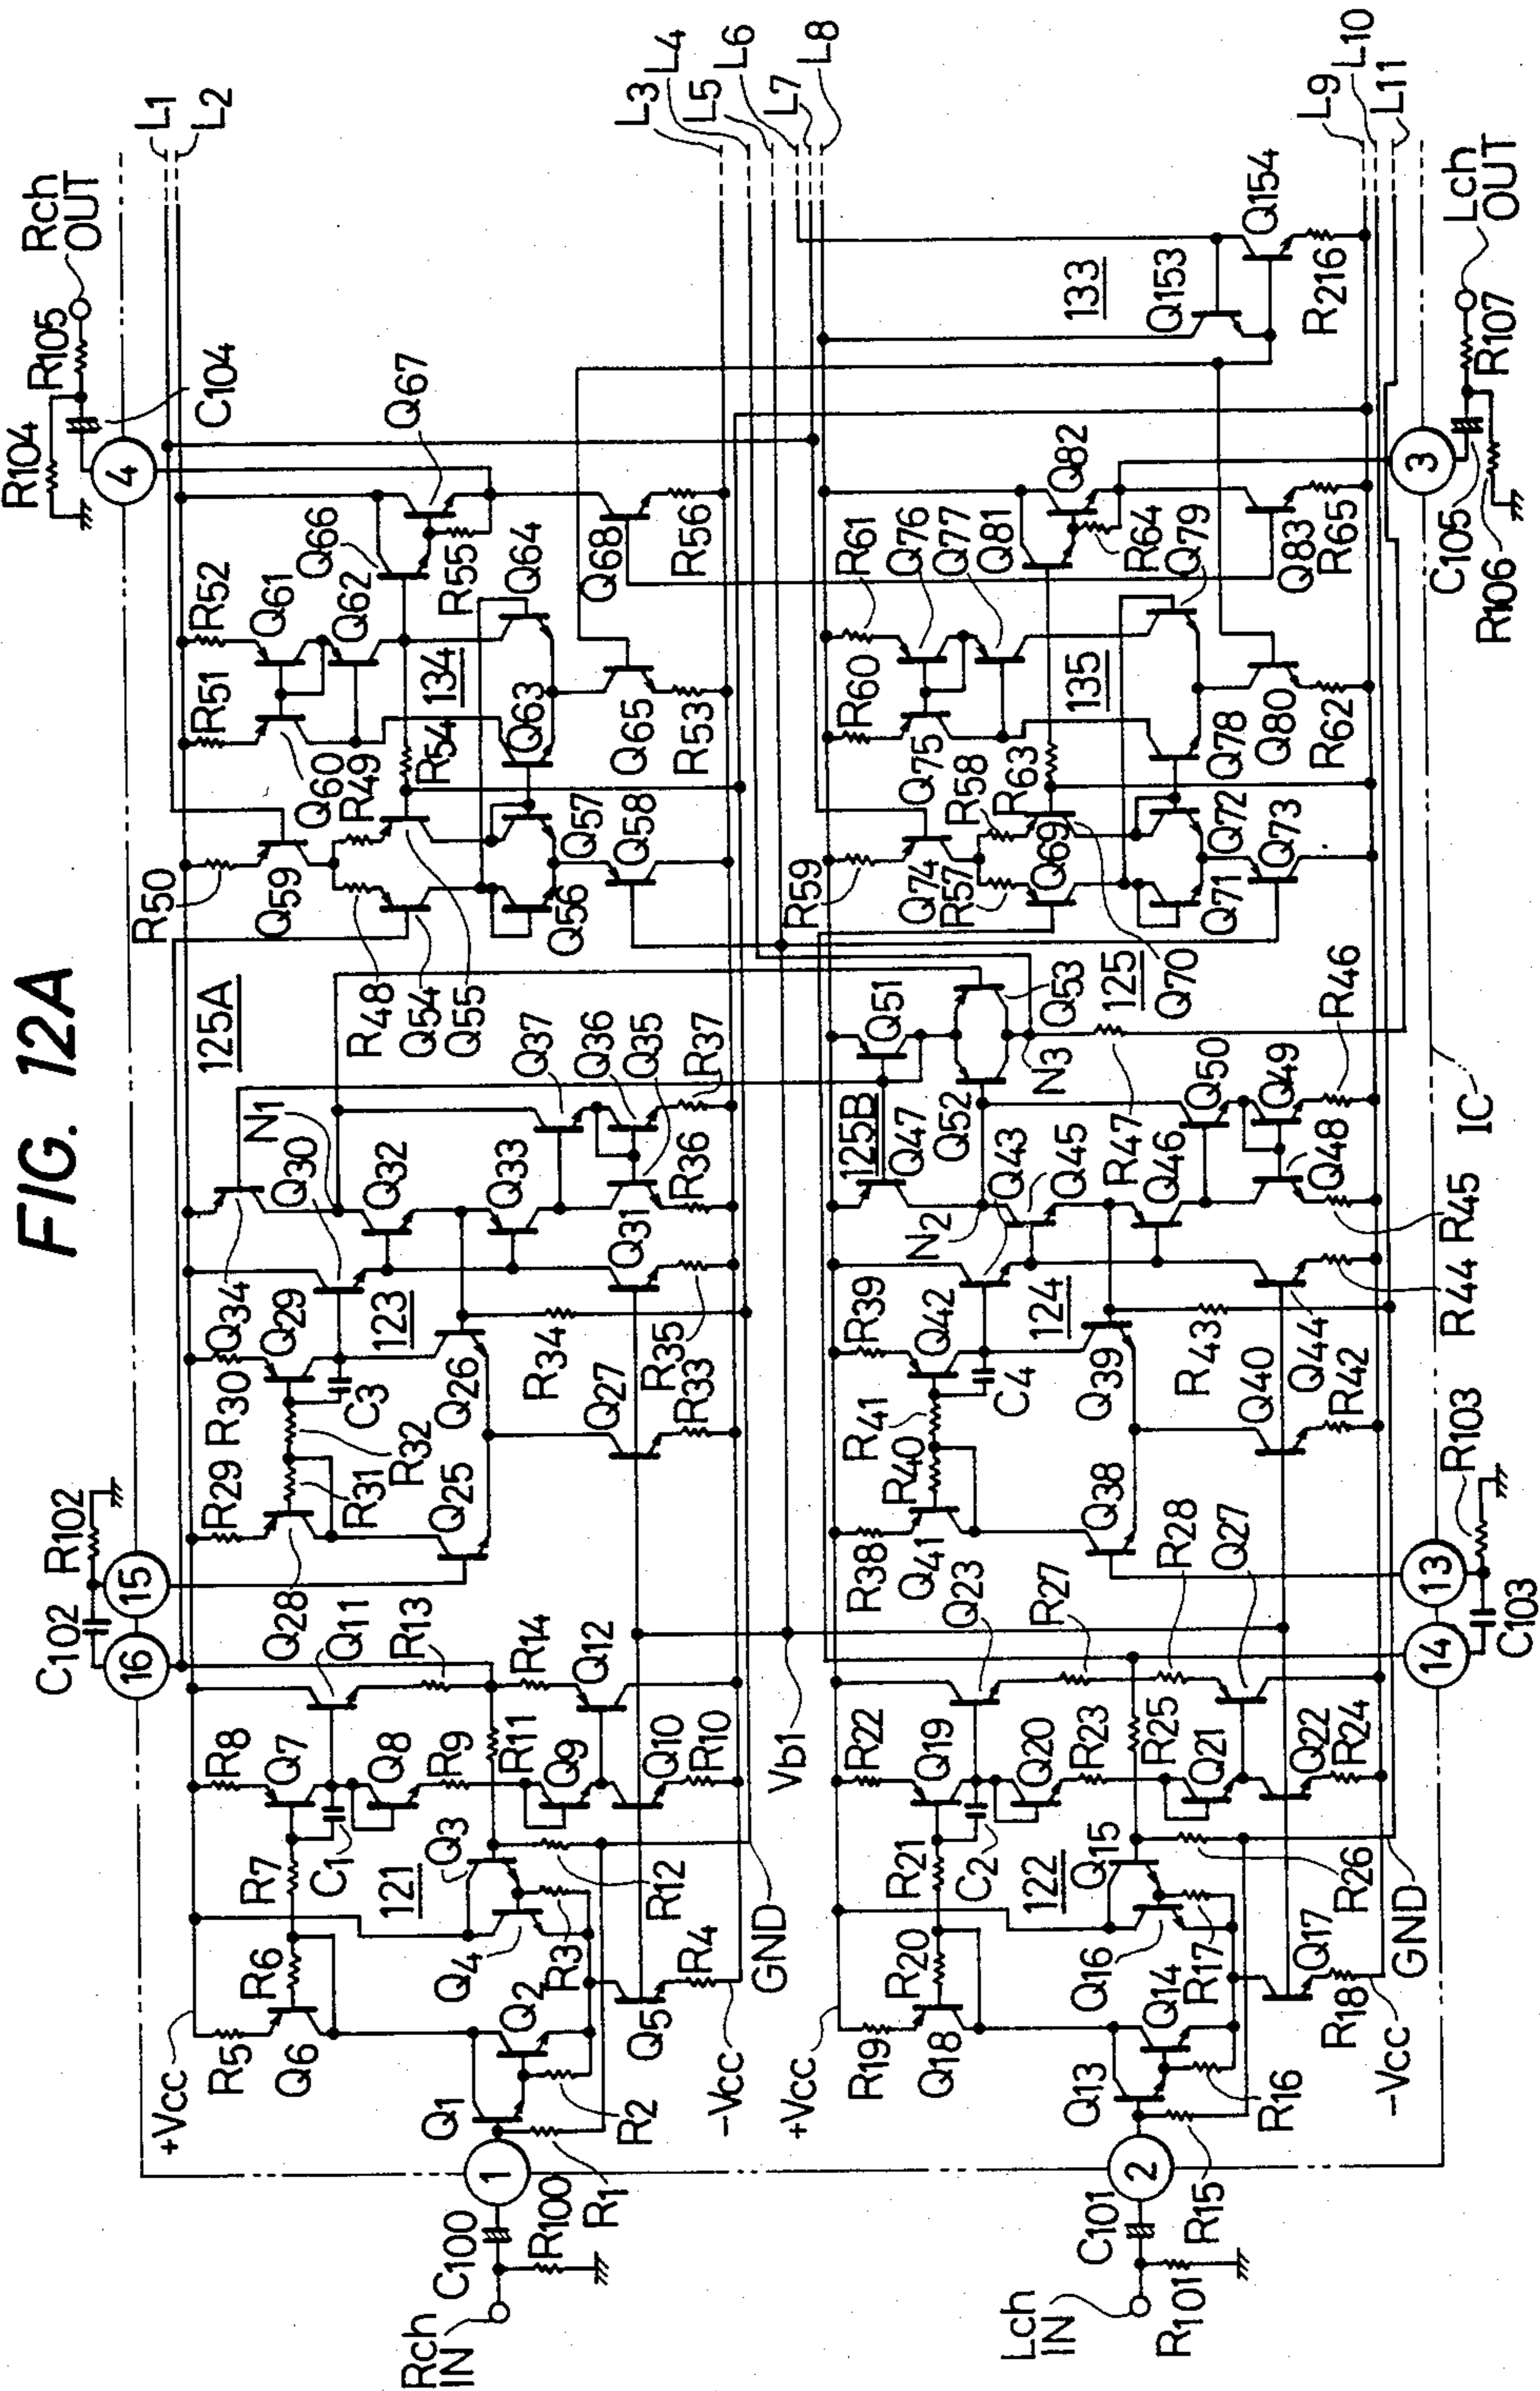 FIG. 12A
R104
R105
Rch
OUT
L1
L2
4
C104
C102
R102
16
15
125A
R50
R51
R52
Q61
Q62
Q66
Q67
R55
Q64
134
Q59
Q60
R49
R54
Q63
Q65
R53
Q68
R56
R48
Q54
Q55
Q56
Q57
Q58
L3
L4
L5
L6
L7
L8
N1
Q30
Q34
Q32
Q33
Q37
Q36
Q35
R37
R36
Q31
R35
R29
R30
Q29
123
C3
R32
R31
Q28
Q25
Q26
R34
Q27
R33
+Vcc
R5
Q6
R6
R7
R8
Q7
C1
Q8
R9
Q11
R13
R14
Q12
R11
Q9
Q10
R10
121
Q3
Q4
R3
R12
Q1
Q2
R2
Q5
R4
-Vcc
GND
Vb1
Rch
IN
C100
R100
R1
1
+Vcc
R19
Q18
R20
R21
R22
Q19
C2
Q20
R23
Q23
R27
R28
Q27
R25
Q21
Q22
R24
122
Q15
Q16
R17
R26
Q13
Q14
R16
Q17
R18
-Vcc
GND
Lch
IN
C101
R101
R15
2
R38
Q41
R40
R41
R39
Q42
C4
124
Q38
Q39
R43
Q40
R42
Q44
R44
R45
N2
Q43
Q45
R47
Q46
125B
Q47
Q52
Q51
Q53
N3
125
Q50
Q49
Q48
R46
R59
Q74
R57
R58
Q75
R60
R61
Q76
Q77
Q81
Q82
R64
Q79
135
R63
Q69
Q70
Q71
Q72
Q73
Q78
Q80
R62
Q83
R65
133
Q153
Q154
R216
L9
L10
L11
14
13
C103
R103
IC
3
C105
R106
R107
Lch
OUT